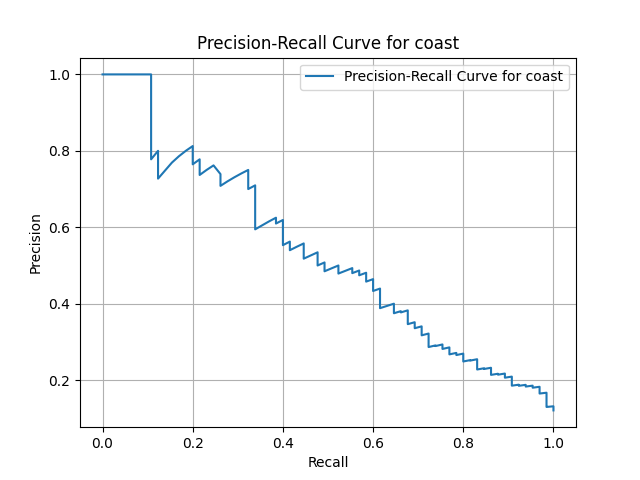 Precision-Recall Curve for coast
Precision-Recall Curve for coast
1.0
0.8
0.6
0.4
0.2
Precision
0.0 0.2 0.4 0.6 0.8 1.0
Recall